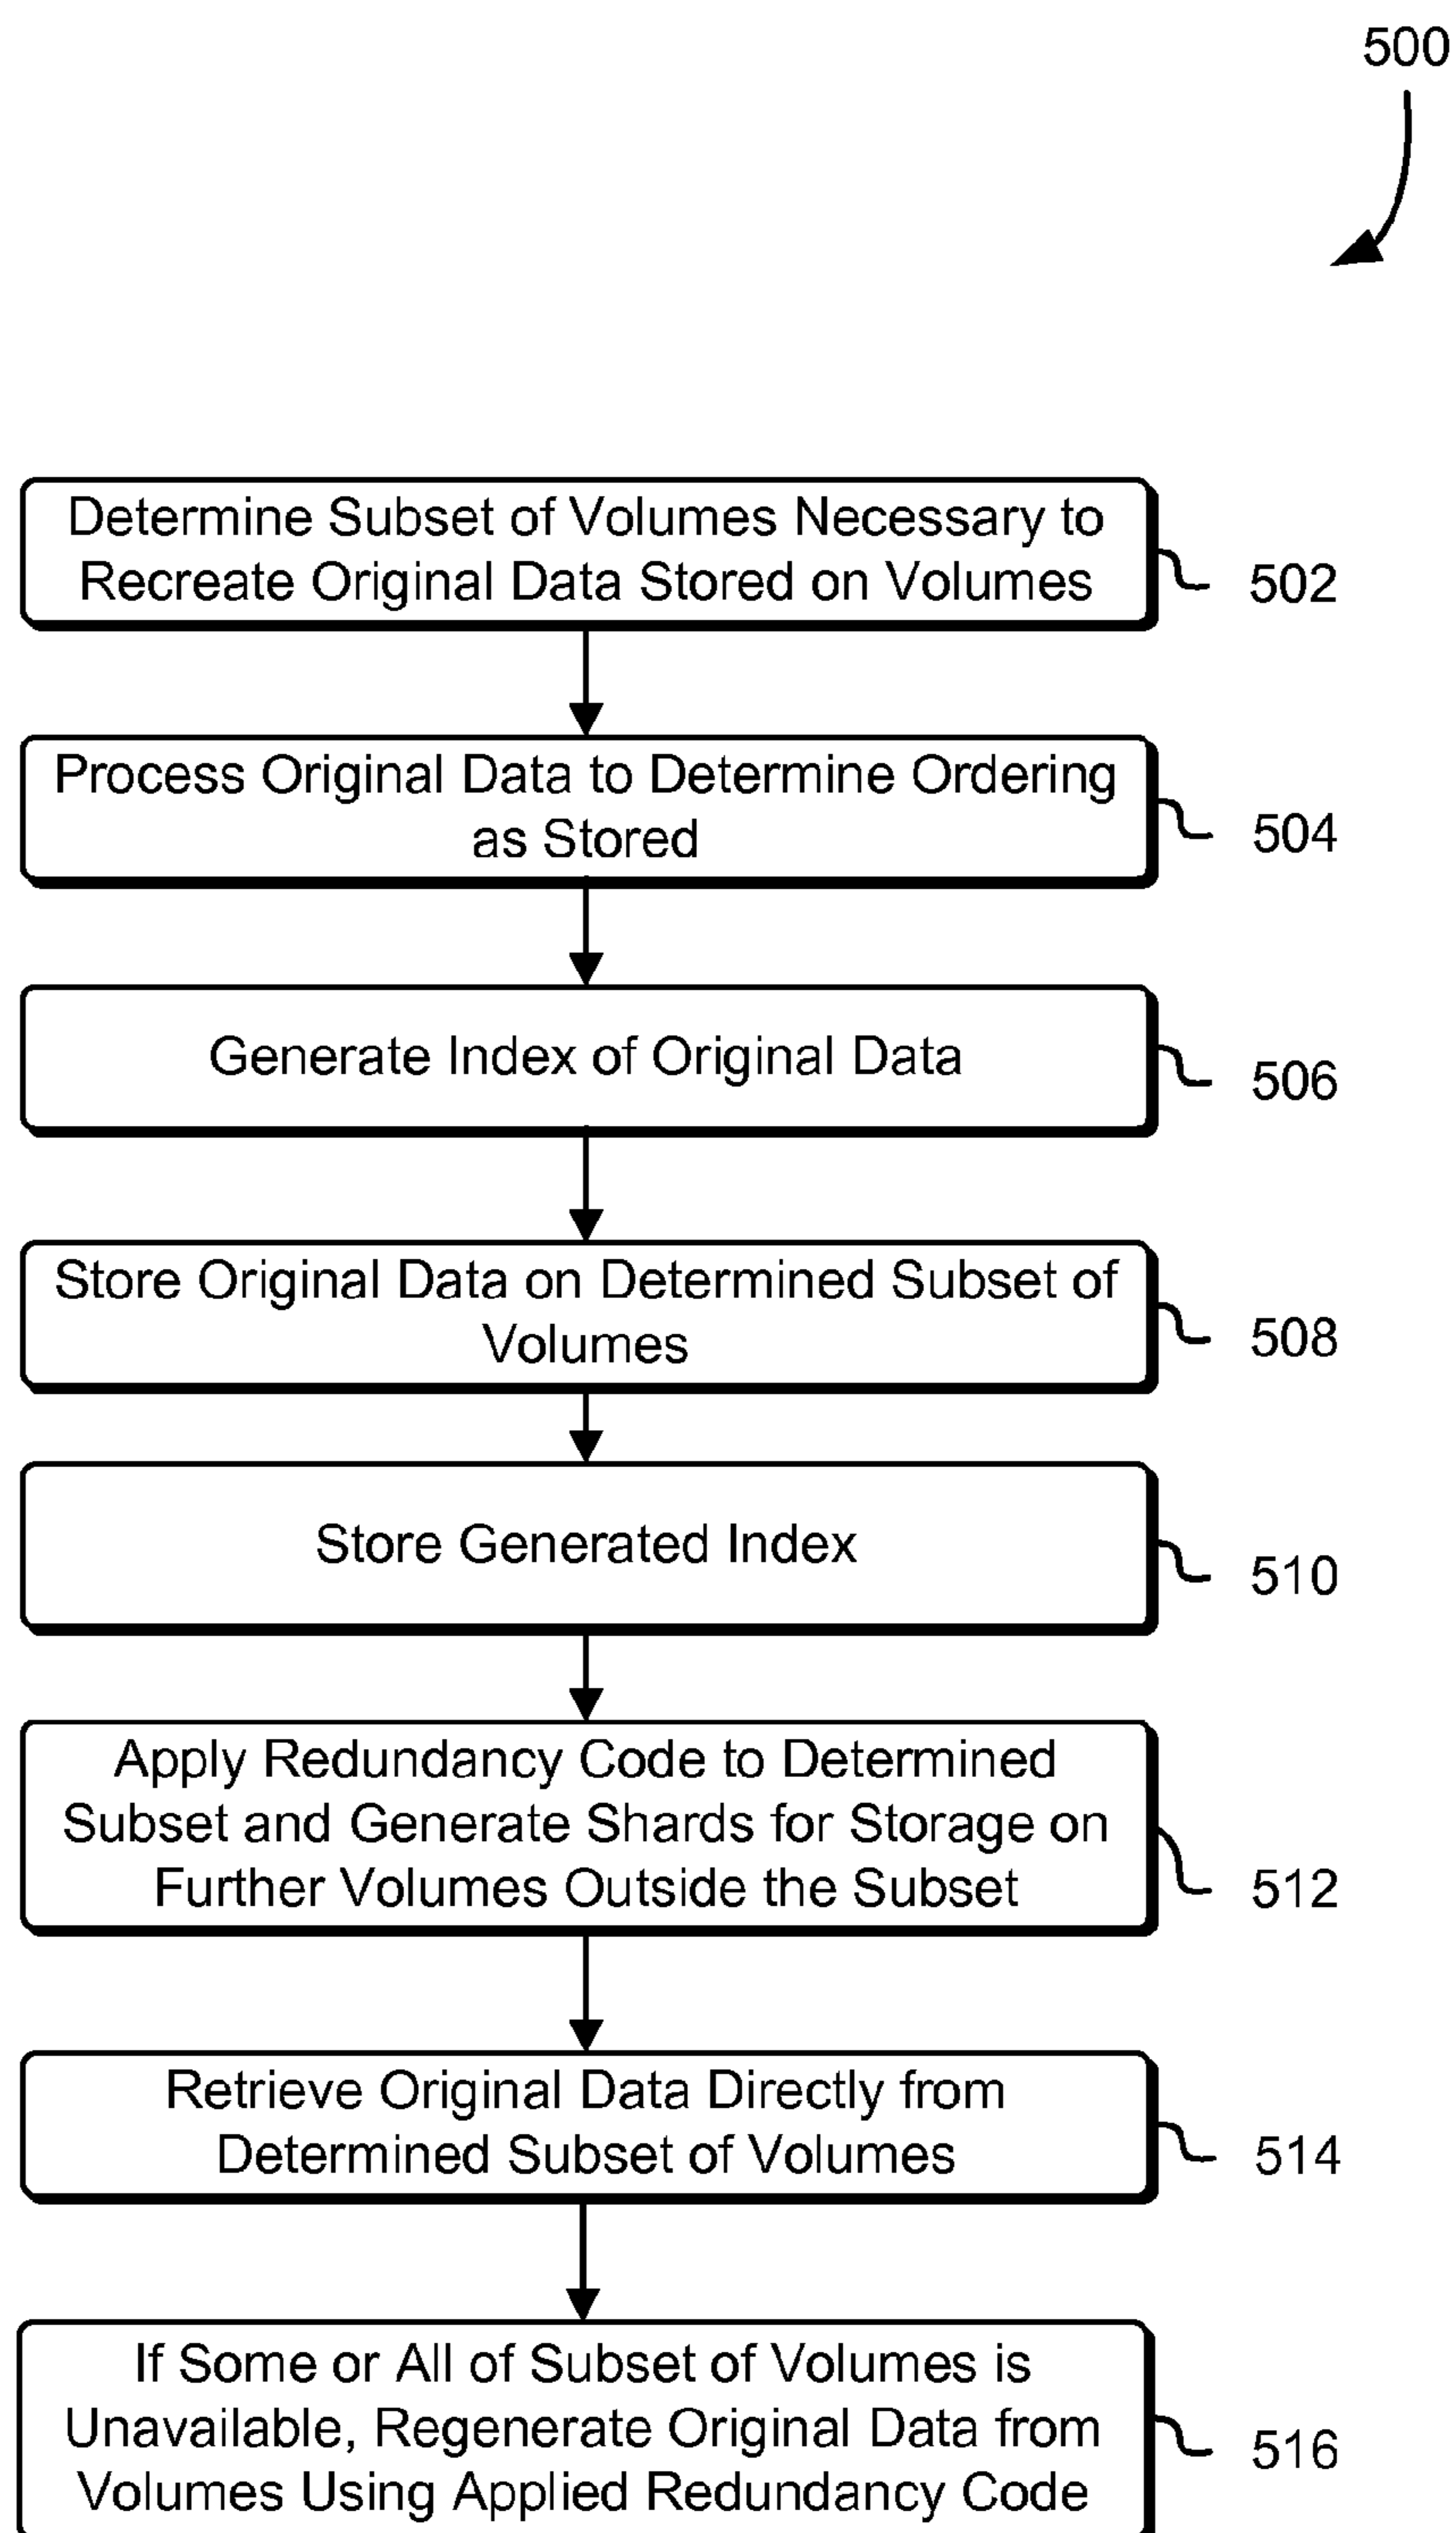 500
Determine Subset of Volumes Necessary to
Recreate Original Data Stored on Volumes
502
Process Original Data to Determine Ordering
as Stored
504
Generate Index of Original Data
506
Store Original Data on Determined Subset of
Volumes
508
Store Generated Index
510
Apply Redundancy Code to Determined
Subset and Generate Shards for Storage on
Further Volumes Outside the Subset
512
Retrieve Original Data Directly from
Determined Subset of Volumes
514
If Some or All of Subset of Volumes is
Unavailable, Regenerate Original Data from
Volumes Using Applied Redundancy Code
516